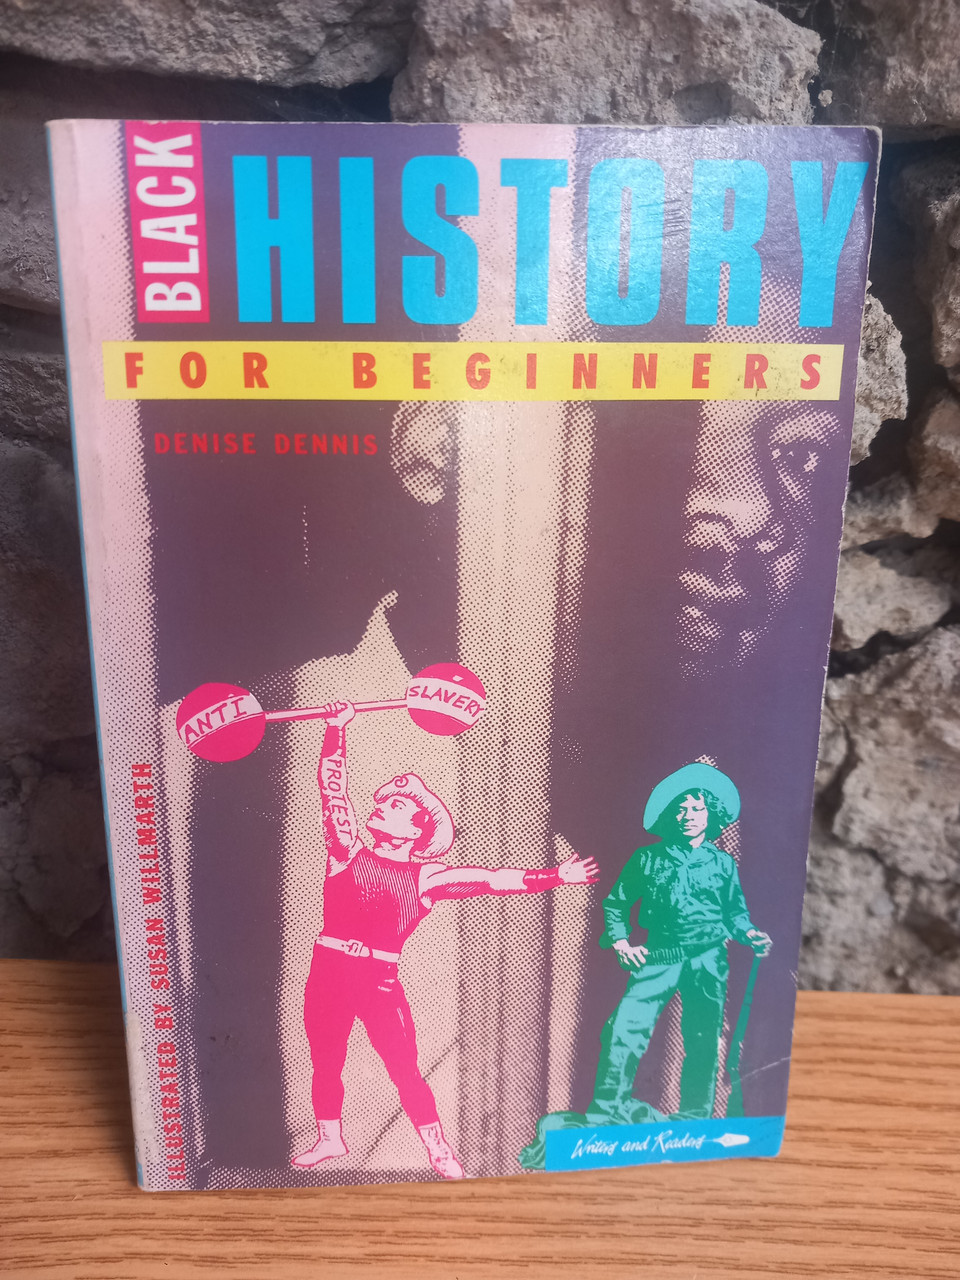 BLACK
HISTORY
FOR BEGINNERS
DENISE DENNIS
ANTI
SLAVERY
PROTEST
ILLUSTRATED BY SUSAN WILLMARTH
Writers and Readers